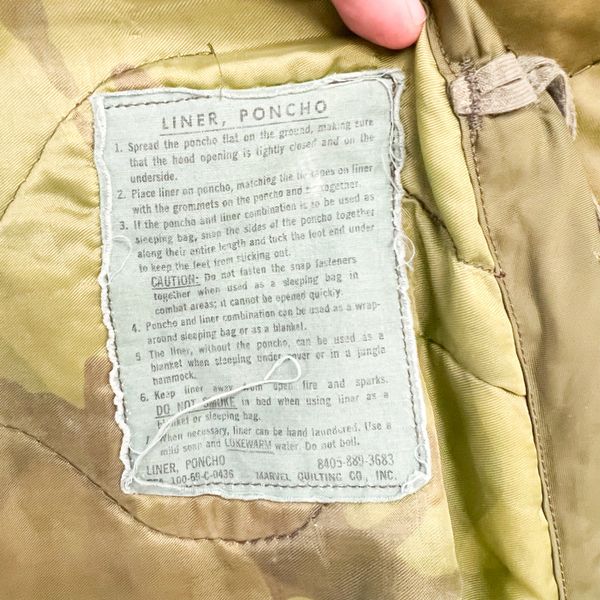 LINER, PONCHO
1. Spread the poncho flat on the ground, making sure
that the hood opening is tightly closed and on the
underside.
2. Place liner on poncho, matching the tie tapes on liner
with the grommets on the poncho and tie together.
3. If the poncho and liner combination is to be used as
sleeping bag, snap the sides of the poncho together
along their entire length and tuck the foot end under
to keep the feet from sticking out.
CAUTION- Do not fasten the snap fasteners
together when used as a sleeping bag in
combat areas; it cannot be opened quickly.
4. Poncho and liner combination can be used as a wrap-
around sleeping bag or as a blanket.
5. The liner, without the poncho, can be used as a
blanket when sleeping under cover or in a jungle
hammock.
6. Keep liner away from open fire and sparks.
DO NOT SMOKE in bed when using liner as a
blanket or sleeping bag.
7. When necessary, liner can be hand laundered. Use a
mild soap and LUKEWARM water. Do not boil.
LINER, PONCHO 8405-889-3683
100-69-C-0436 MARVEL QUILTING CO., INC.